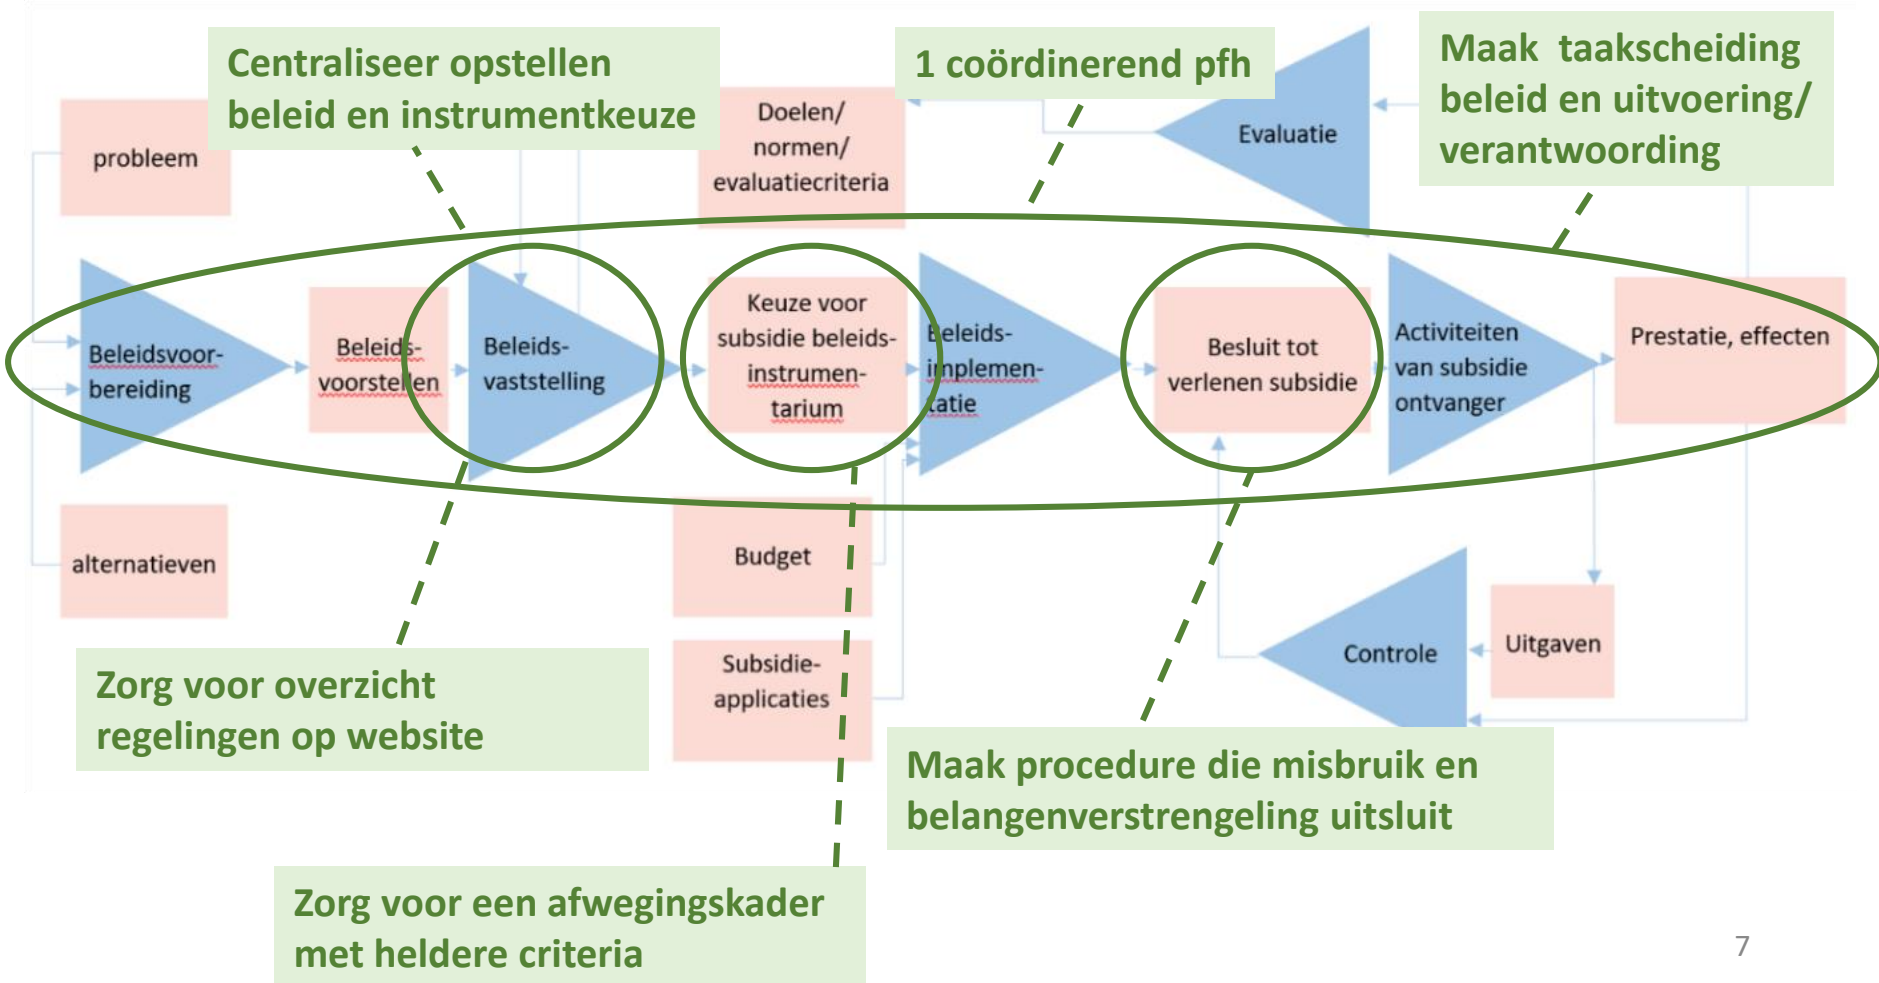 Centraliseer opstellen
beleid en instrumentkeuze
1 coördinerend pfh
Maak taakscheiding
beleid en uitvoering/
verantwoording
probleem
Doelen/
normen/
evaluatiecriteria
Evaluatie
Beleidsvoor-
bereiding
Beleids-
voorstellen
Beleids-
vaststelling
Keuze voor
subsidie beleids-
instrumen-
tarium
Beleids-
implemen-
tatie
Besluit tot
verlenen subsidie
Activiteiten
van subsidie
ontvanger
Prestatie, effecten
alternatieven
Budget
Subsidie-
applicaties
Controle
Uitgaven
Zorg voor overzicht
regelingen op website
Maak procedure die misbruik en
belangenverstrengeling uitsluit
Zorg voor een afwegingskader
met heldere criteria
7